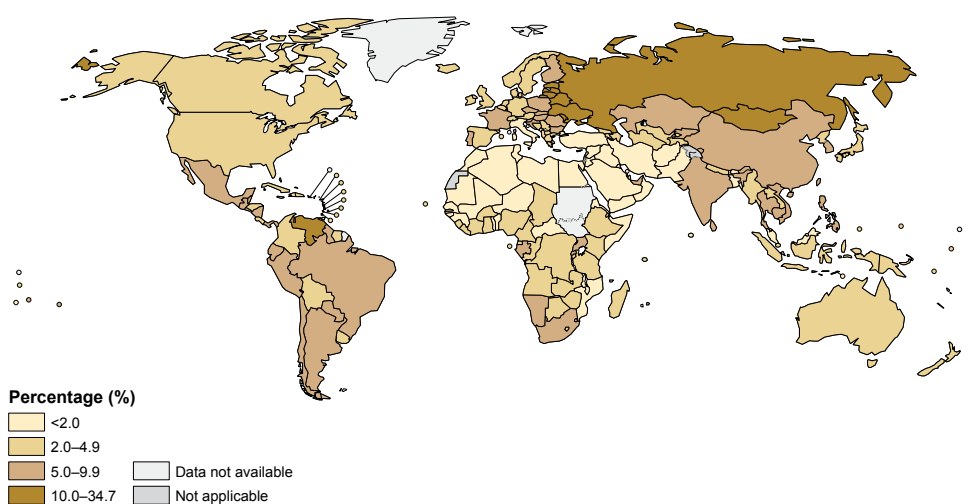 Percentage (%)
<2.0
2.0–4.9
5.0–9.9
10.0–34.7
Data not available
Not applicable